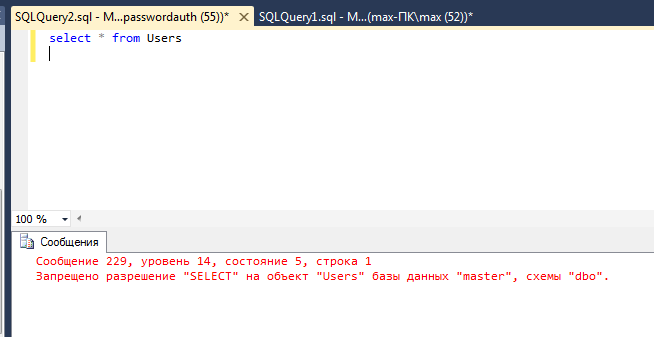 SQLQuery2.sql - M...passwordauth (55))* SQLQuery1.sql - M...(max-ПК\max (52))*
select * from Users
100 %
Сообщения
Сообщение 229, уровень 14, состояние 5, строка 1
Запрещено разрешение "SELECT" на объект "Users" базы данных "master", схемы "dbo".